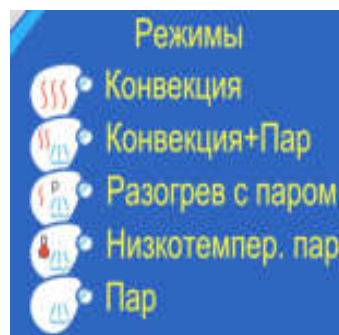 Режимы
Конвекция
Конвекция+Пар
P
Разогрев с паром
Низкотемпер. пар
Пар